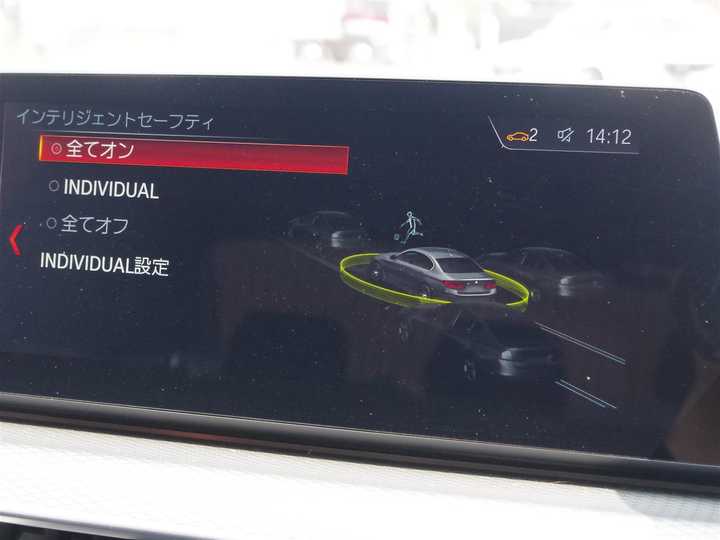 インテリジェントセーフティ
2 14:12
全てオン
INDIVIDUAL
全てオフ
INDIVIDUAL設定